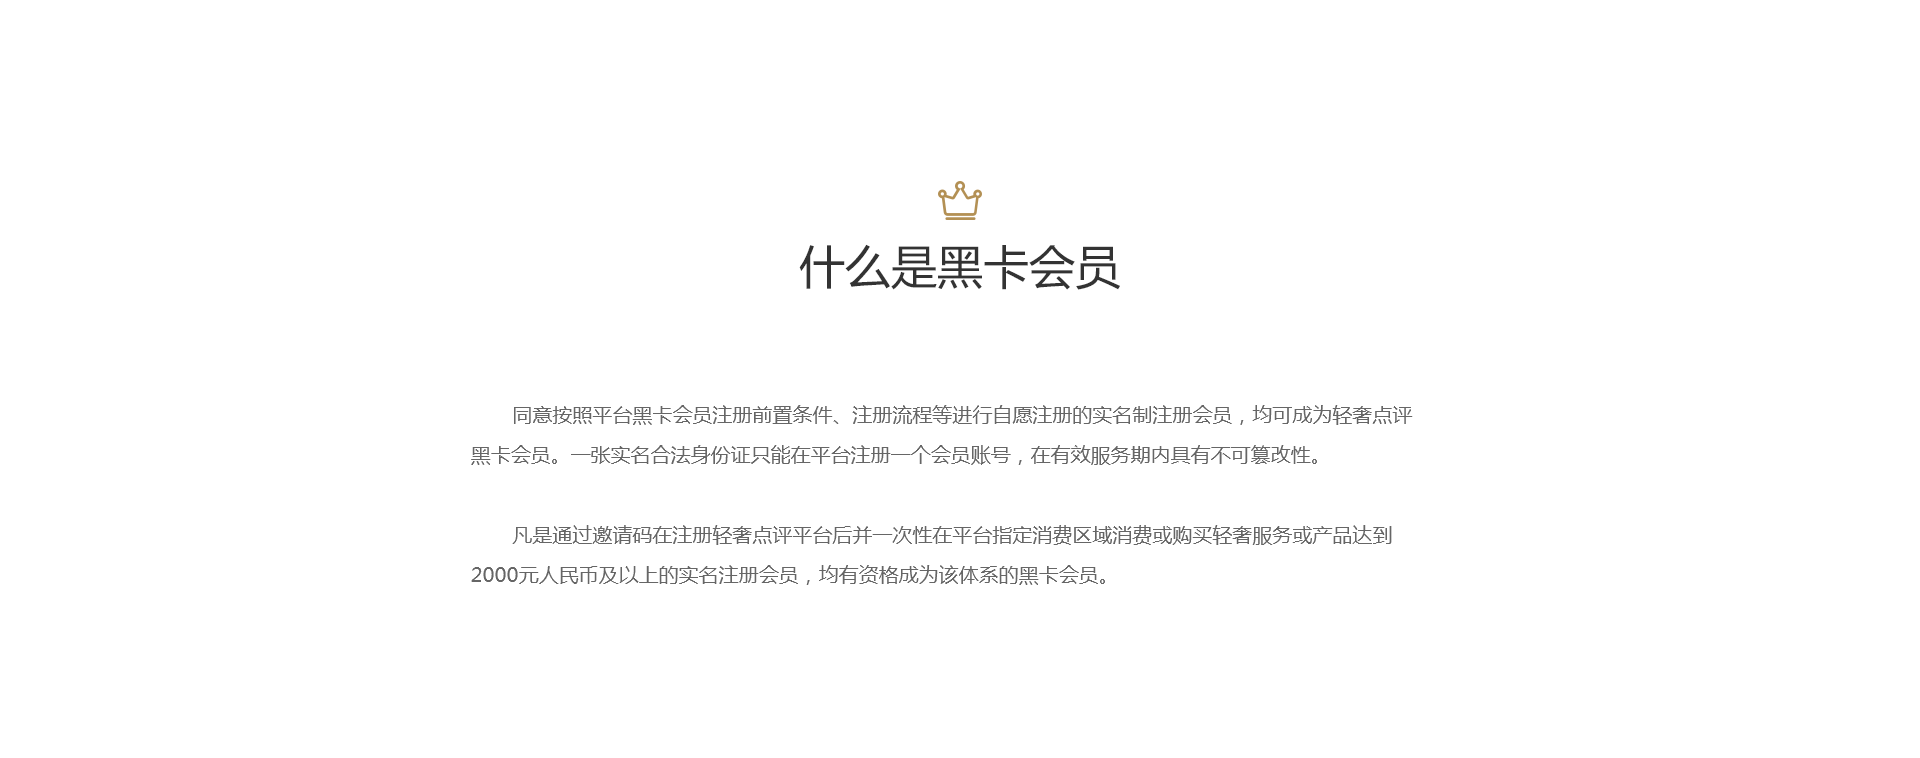 什么是黑卡会员
同意按照平台黑卡会员注册前置条件、注册流程等进行自愿注册的实名制注册会员，均可成为轻奢点评
黑卡会员。一张实名合法身份证只能在平台注册一个会员账号，在有效服务期内具有不可篡改性。
凡是通过邀请码在注册轻奢点评平台后并一次性在平台指定消费区域消费或购买轻奢服务或产品达到
2000元人民币及以上的实名注册会员，均有资格成为该体系的黑卡会员。